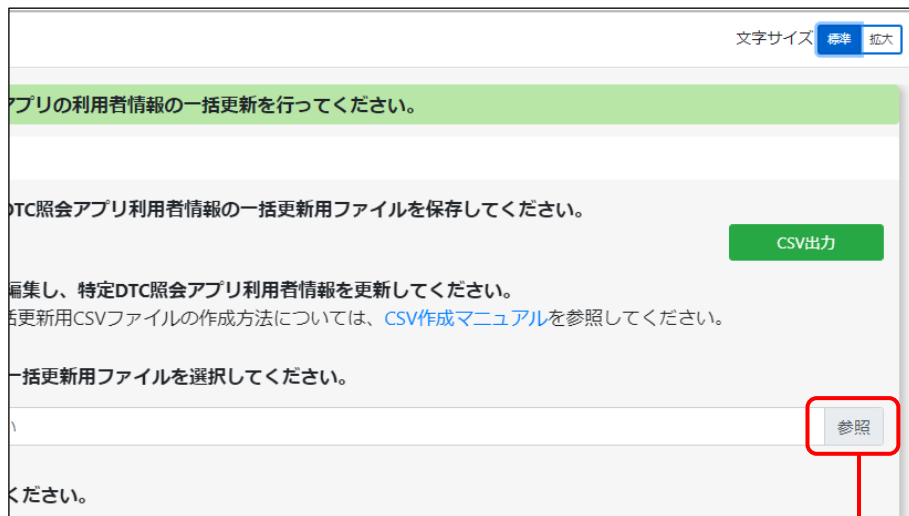 文字サイズ 標準 拡大
アプリの利用者情報の一括更新を行ってください。
DTC照会アプリ利用者情報の一括更新用ファイルを保存してください。
CSV出力
編集し、特定DTC照会アプリ利用者情報を更新してください。
括更新用CSVファイルの作成方法については、CSV作成マニュアルを参照してください。
一括更新用ファイルを選択してください。
い 参照
ください。